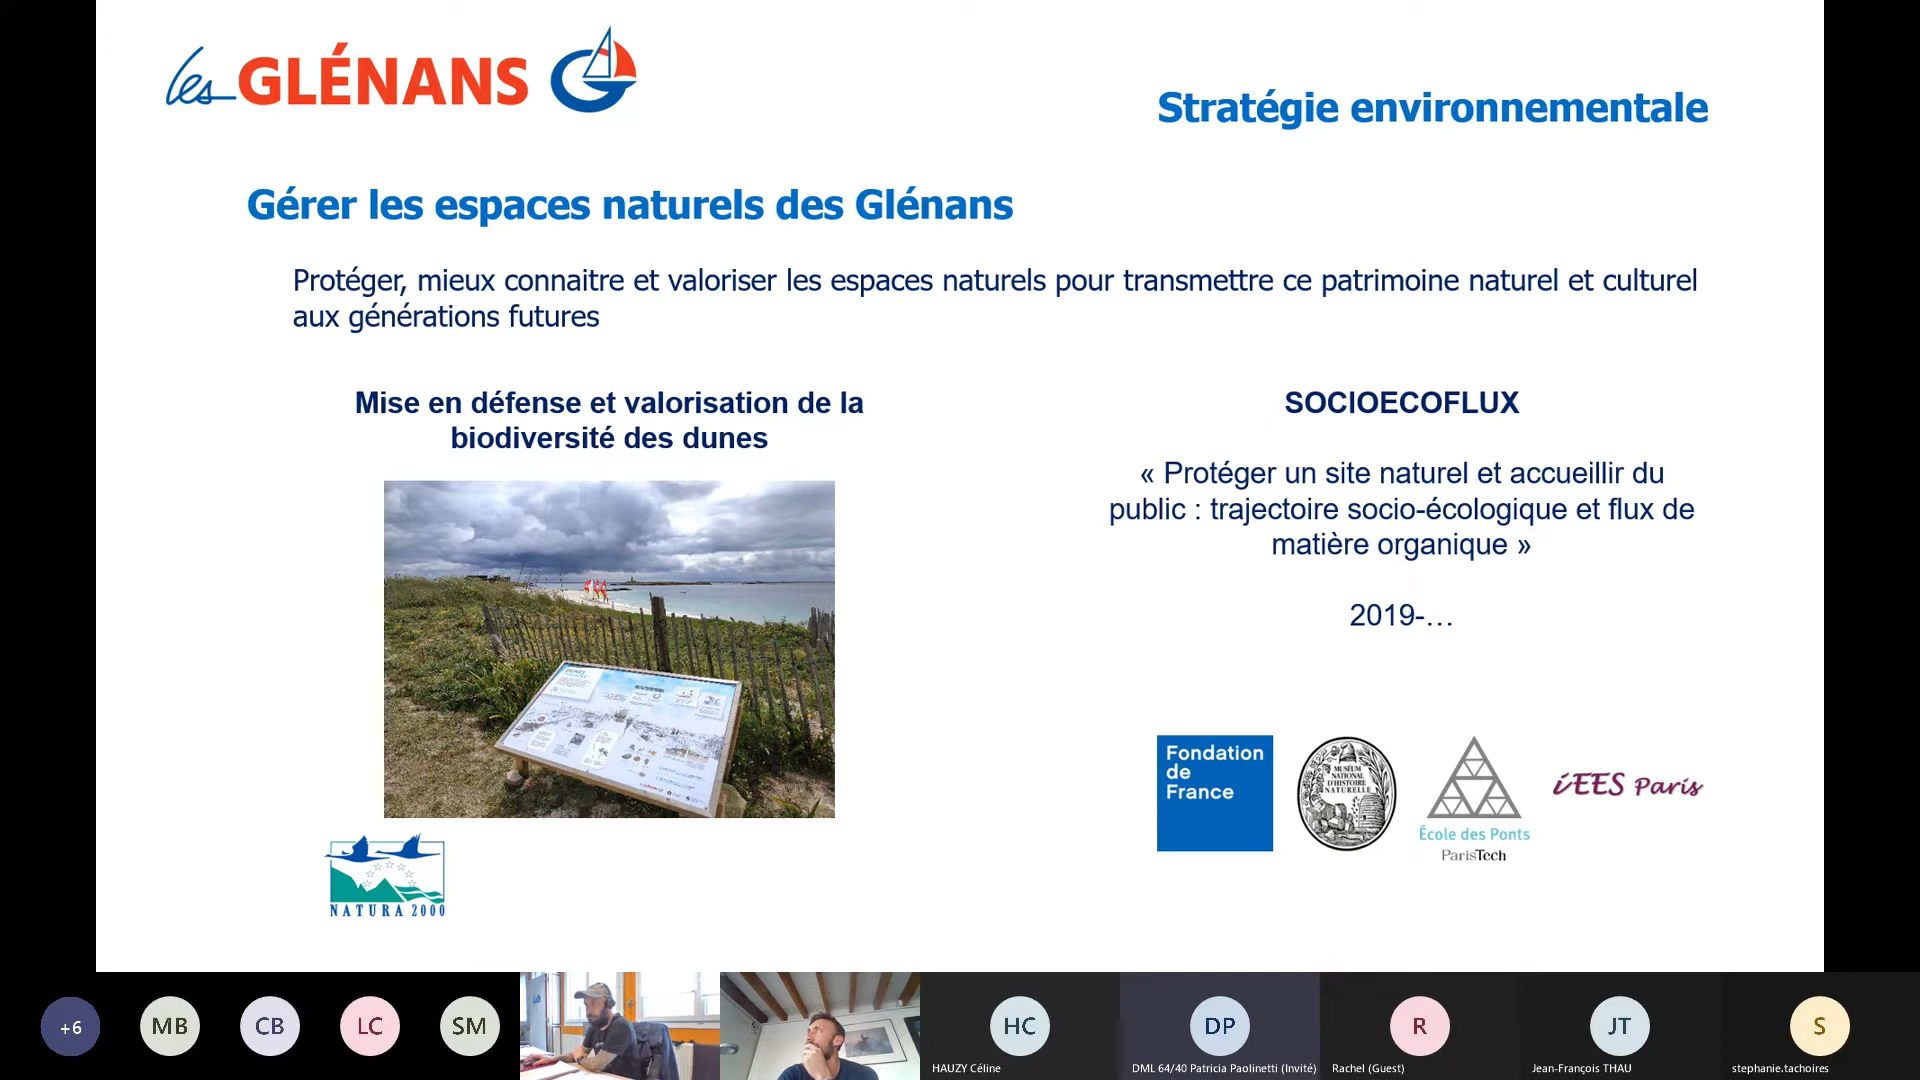 les GLÉNANS
Stratégie environnementale
Gérer les espaces naturels des Glénans
Protéger, mieux connaitre et valoriser les espaces naturels pour transmettre ce patrimoine naturel et culturel
aux générations futures
Mise en défense et valorisation de la
biodiversité des dunes
NATURA 2000
SOCIOECOFLUX
« Protéger un site naturel et accueillir du
public : trajectoire socio-écologique et flux de
matière organique »
2019-…
Fondation
de
France
MUSÉUM
NATIONAL
D'HISTOIRE
NATURELLE
École des Ponts
ParisTech
iEES Paris
+6
MB
CB
LC
SM
HC
HAUZY Céline
DP
DML 64/40 Patricia Paolinetti (Invité)
R
Rachel (Guest)
JT
Jean-François THAU
S
stephanie.tachoires